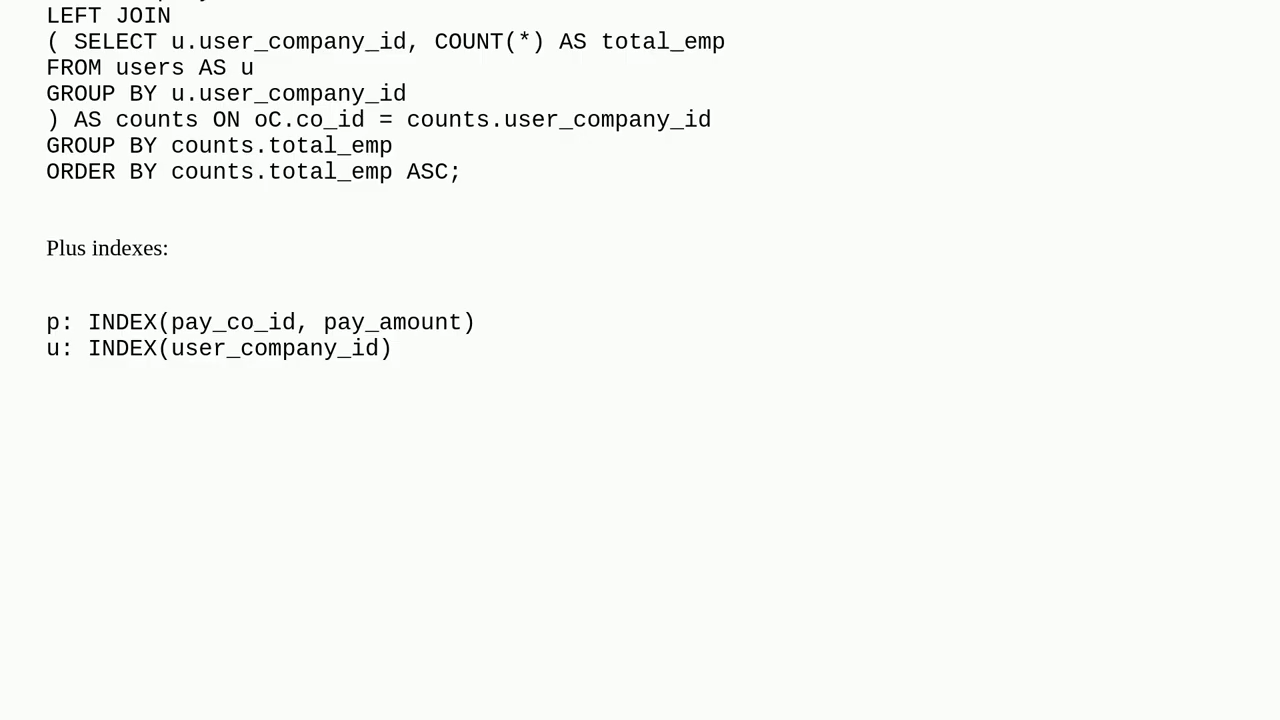 LEFT JOIN
( SELECT u.user_company_id, COUNT(*) AS total_emp
FROM users AS u
GROUP BY u.user_company_id
) AS counts ON oC.co_id = counts.user_company_id
GROUP BY counts.total_emp
ORDER BY counts.total_emp ASC;
Plus indexes:
p: INDEX(pay_co_id, pay_amount)
u: INDEX(user_company_id)